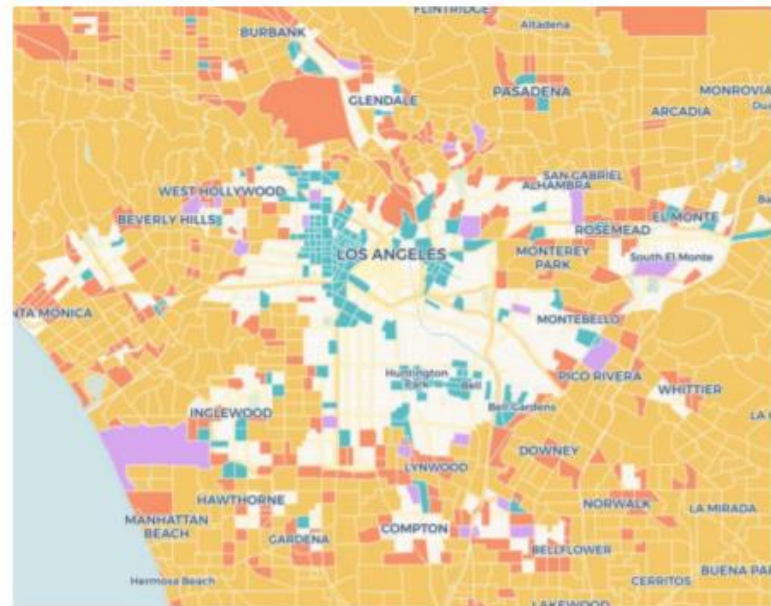 FLINTRIDGE
Altadena
BURBANK
GLENDALE
PASADENA
MONROVIA
ARCADIA
SAN GABRIEL
ALHAMBRA
WEST HOLLYWOOD
BEVERLY HILLS
EL MONTE
ROSEMEAD
LOS ANGELES
MONTEREY
PARK
South El Monte
NTA MONICA
MONTEBELLO
Huntington
Park
Bell
PICO RIVERA
WHITTIER
INGLEWOOD
Bell Gardens
LA
DOWNEY
LYNWOOD
HAWTHORNE
NORWALK
LA MIRADA
MANHATTAN
BEACH
COMPTON
GARDENA
BELLFLOWER
BUENA PAR
Hermosa Beach
CERRITOS
LAKEWOOD